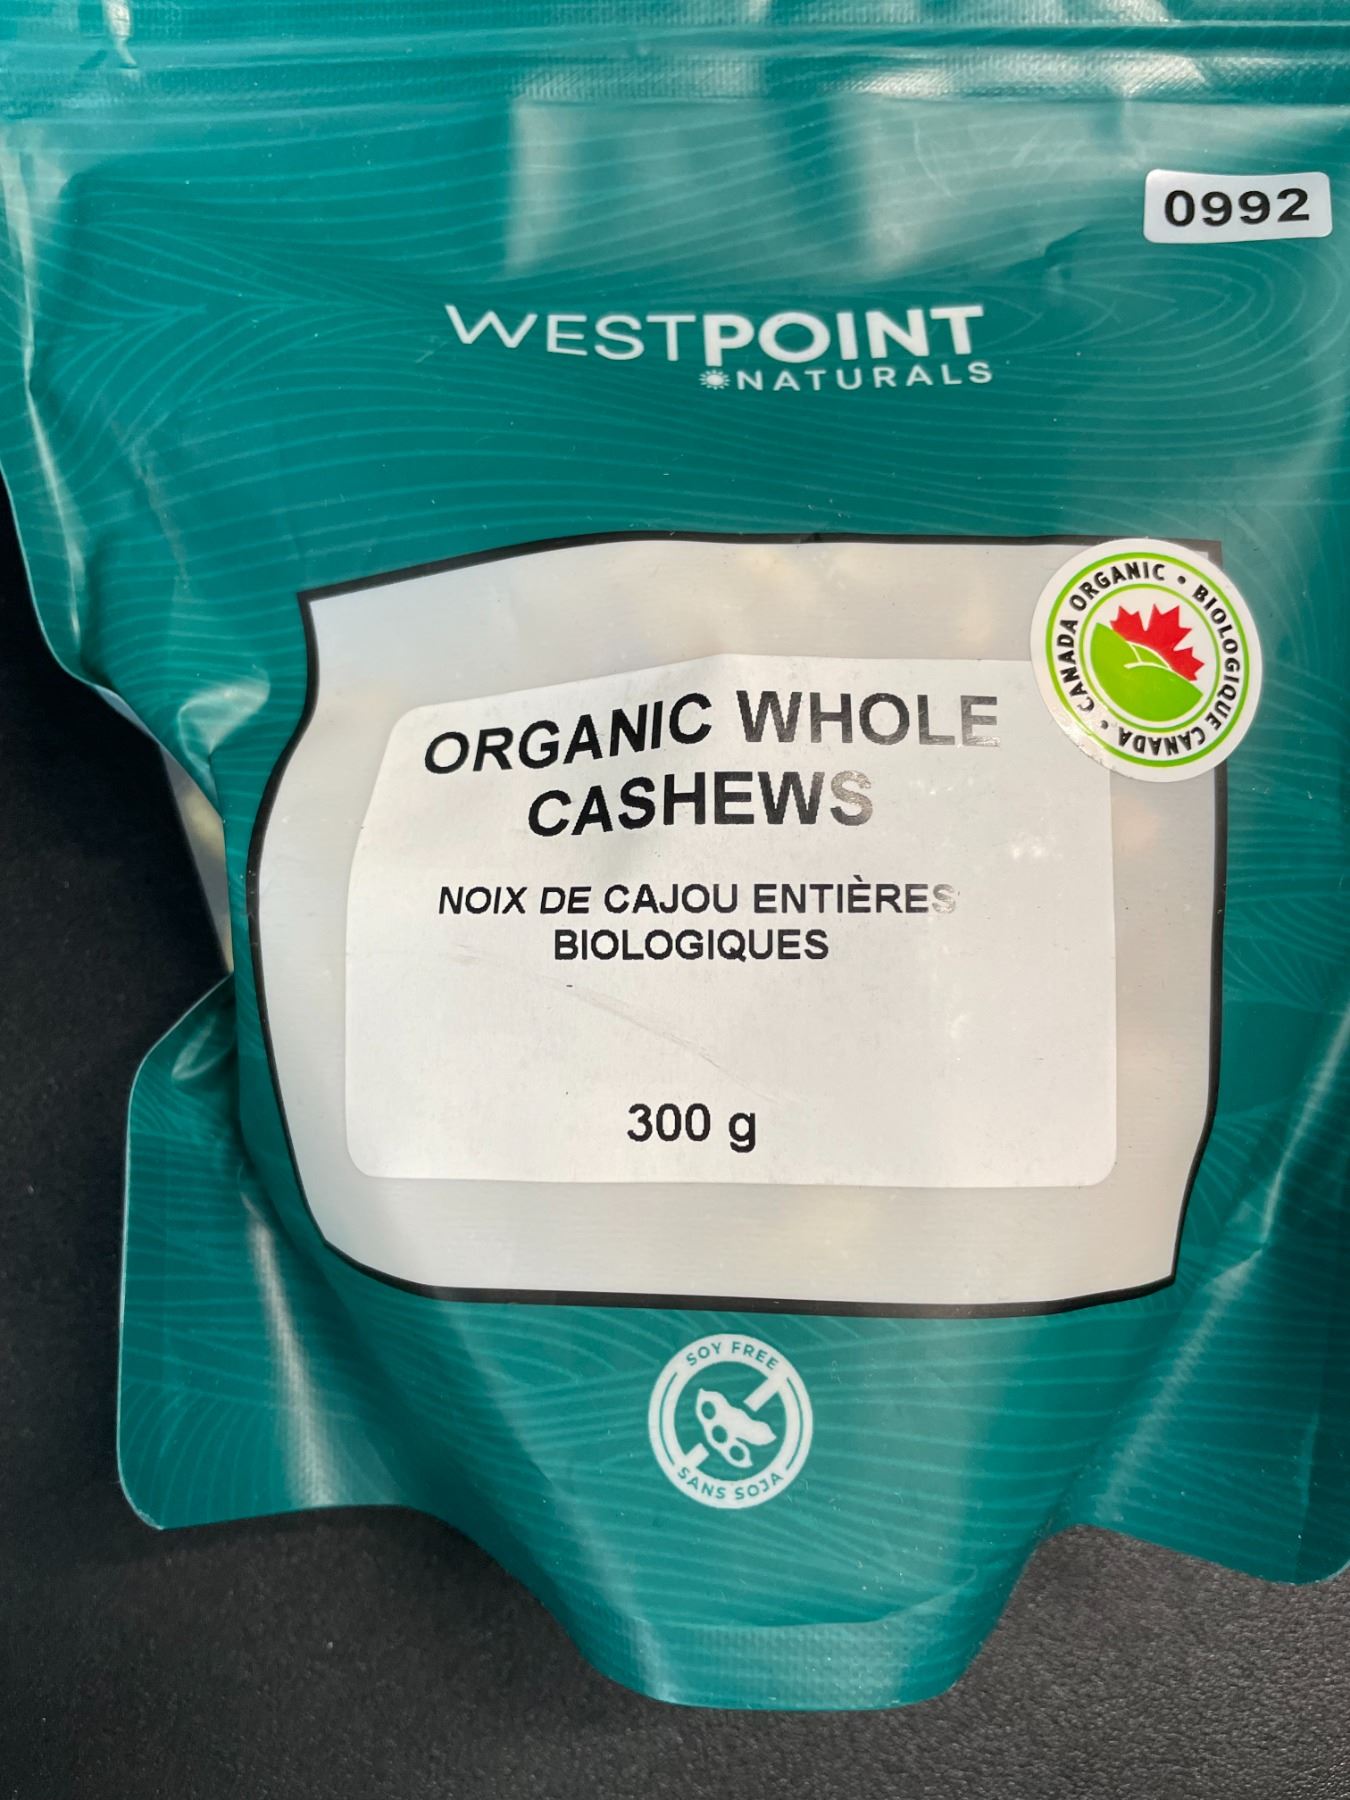 0992
WESTPOINT
NATURALS
CANADA ORGANIC • BIOLOGIQUE CANADA •
ORGANIC WHOLE
CASHEWS
NOIX DE CAJOU ENTIÈRES
BIOLOGIQUES
300 g
SOY FREE
SANS SOJA